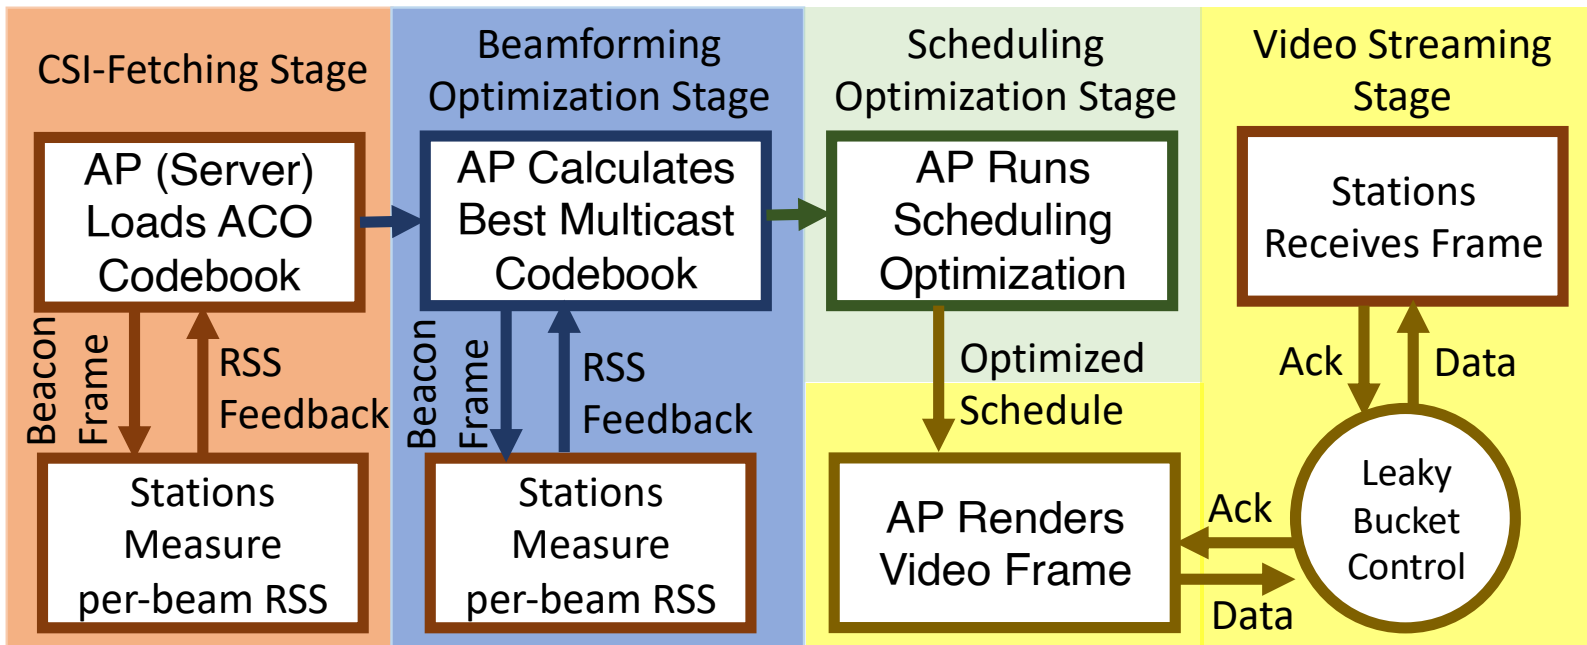 CSI-Fetching Stage
AP (Server)
Loads ACO
Codebook
Beacon
Frame
RSS
Feedback
Stations
Measure
per-beam RSS
Beamforming
Optimization Stage
AP Calculates
Best Multicast
Codebook
Beacon
Frame
RSS
Feedback
Stations
Measure
per-beam RSS
Scheduling
Optimization Stage
AP Runs
Scheduling
Optimization
Optimized
Schedule
AP Renders
Video Frame
Video Streaming
Stage
Stations
Receives Frame
Ack
Data
Leaky
Bucket
Control
Ack
Data